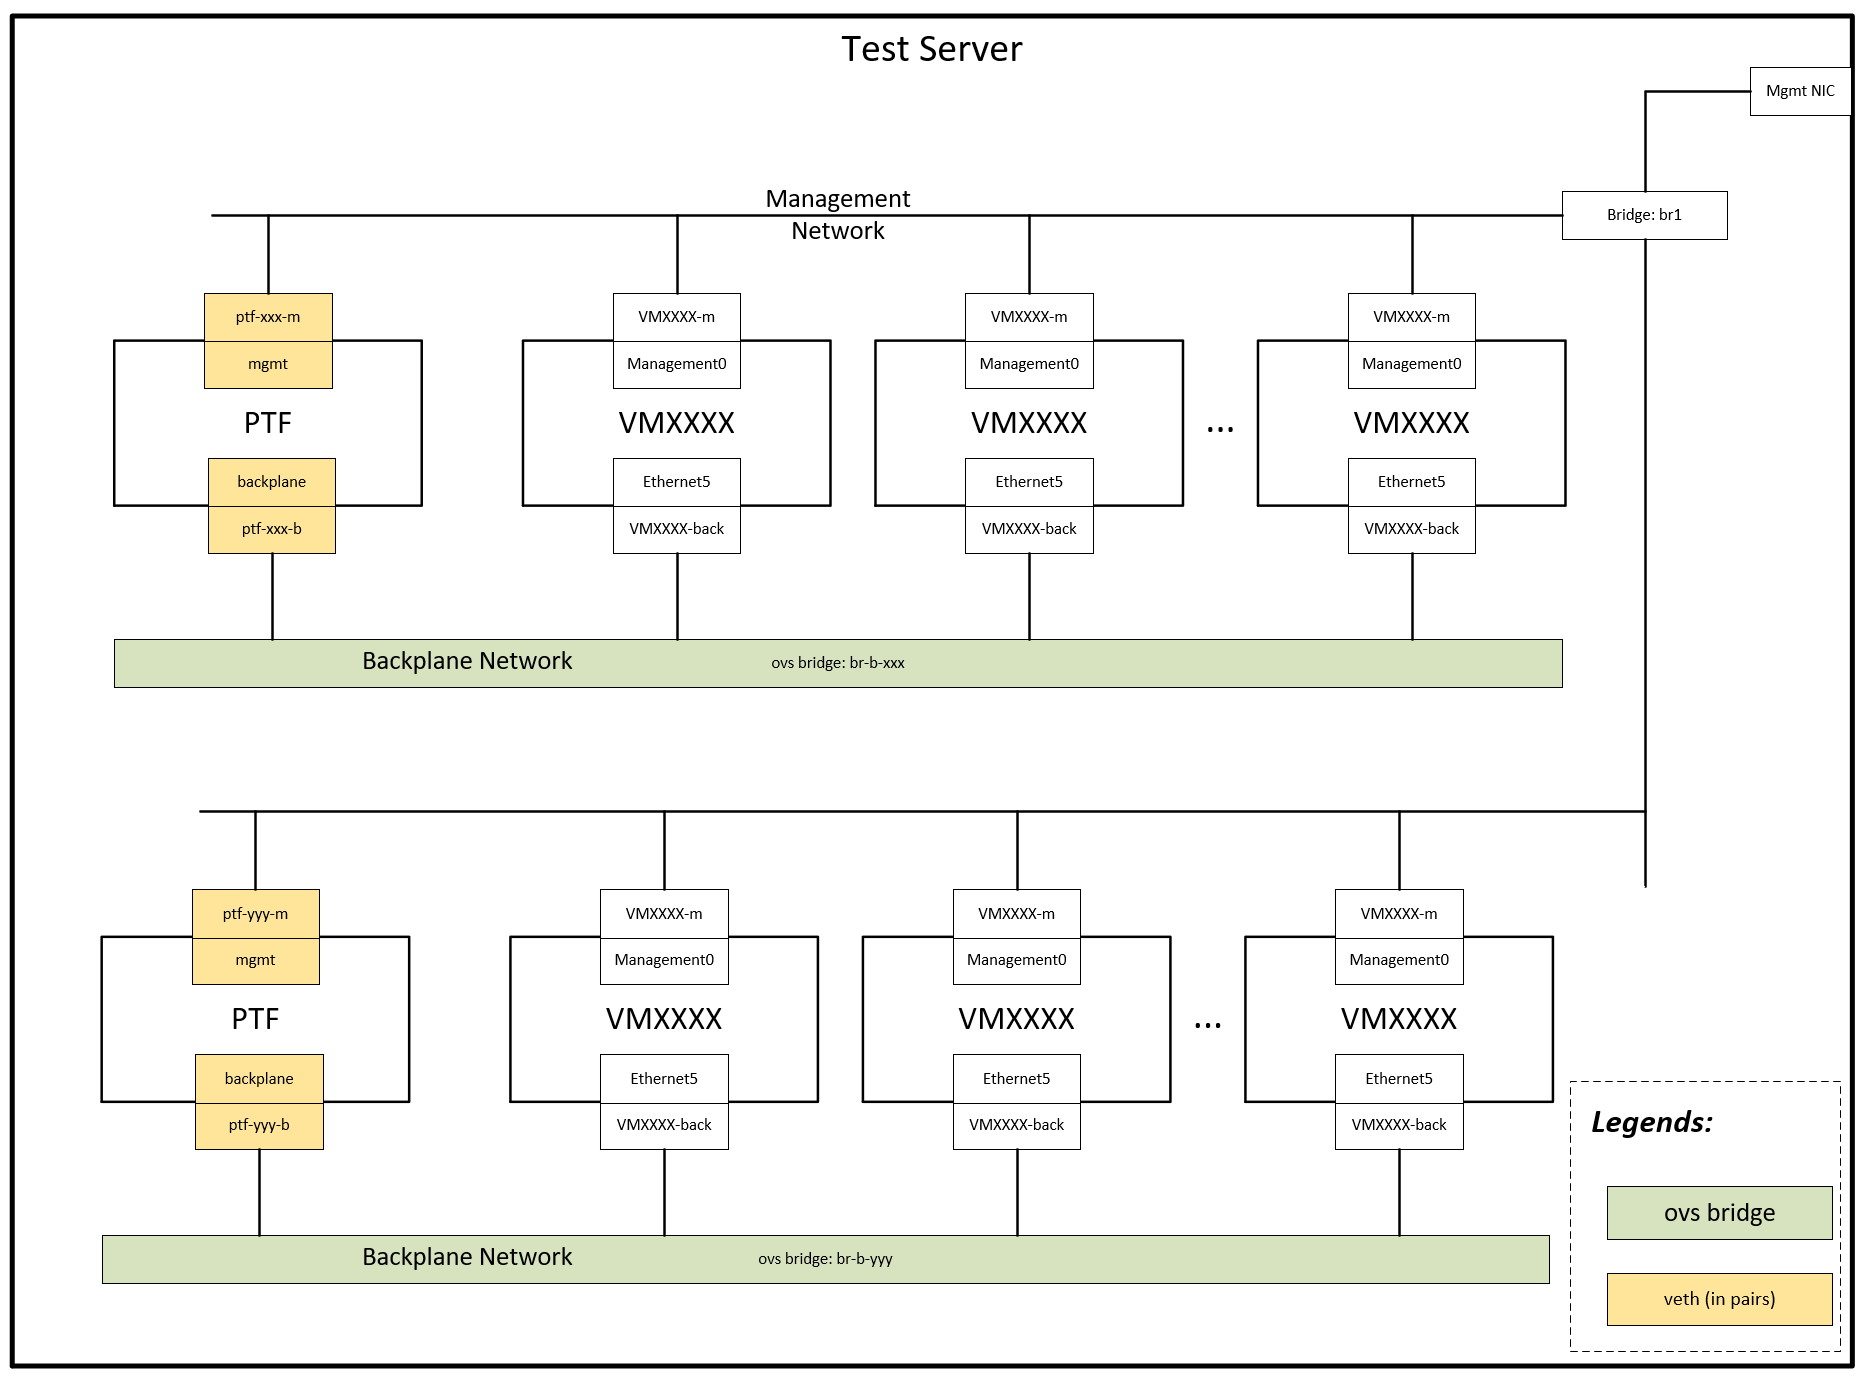 Test Server
Mgmt NIC
Management
Network
Bridge: br1
ptf-xxx-m
VMXXXX-m
VMXXXX-m
VMXXXX-m
mgmt
Management0
Management0
Management0
PTF
VMXXXX
VMXXXX
...
VMXXXX
backplane
Ethernet5
Ethernet5
Ethernet5
ptf-xxx-b
VMXXXX-back
VMXXXX-back
VMXXXX-back
Backplane Network
ovs bridge: br-b-xxx
ptf-yyy-m
VMXXXX-m
VMXXXX-m
VMXXXX-m
mgmt
Management0
Management0
Management0
PTF
VMXXXX
VMXXXX
...
VMXXXX
backplane
Ethernet5
Ethernet5
Ethernet5
ptf-yyy-b
VMXXXX-back
VMXXXX-back
VMXXXX-back
Backplane Network
ovs bridge: br-b-yyy
Legends:
ovs bridge
veth (in pairs)